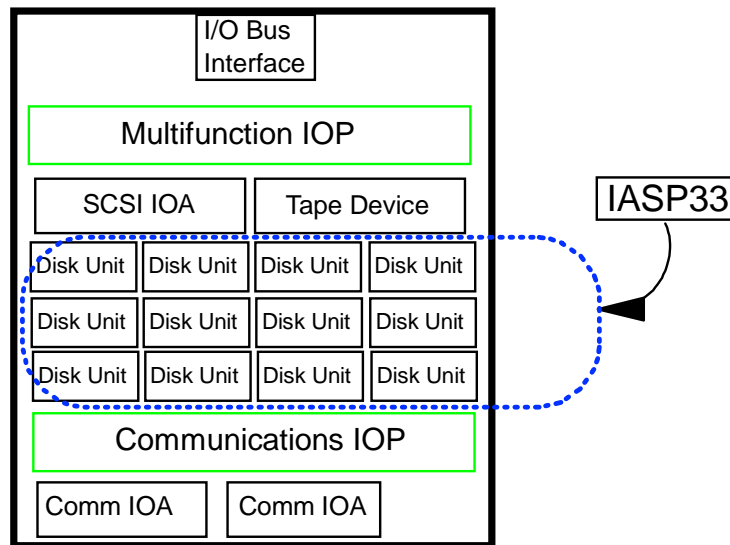 I/O Bus
Interface
Multifunction IOP
SCSI IOA
Tape Device
IASP33
Disk Unit
Disk Unit
Disk Unit
Disk Unit
Disk Unit
Disk Unit
Disk Unit
Disk Unit
Disk Unit
Disk Unit
Disk Unit
Disk Unit
Communications IOP
Comm IOA
Comm IOA